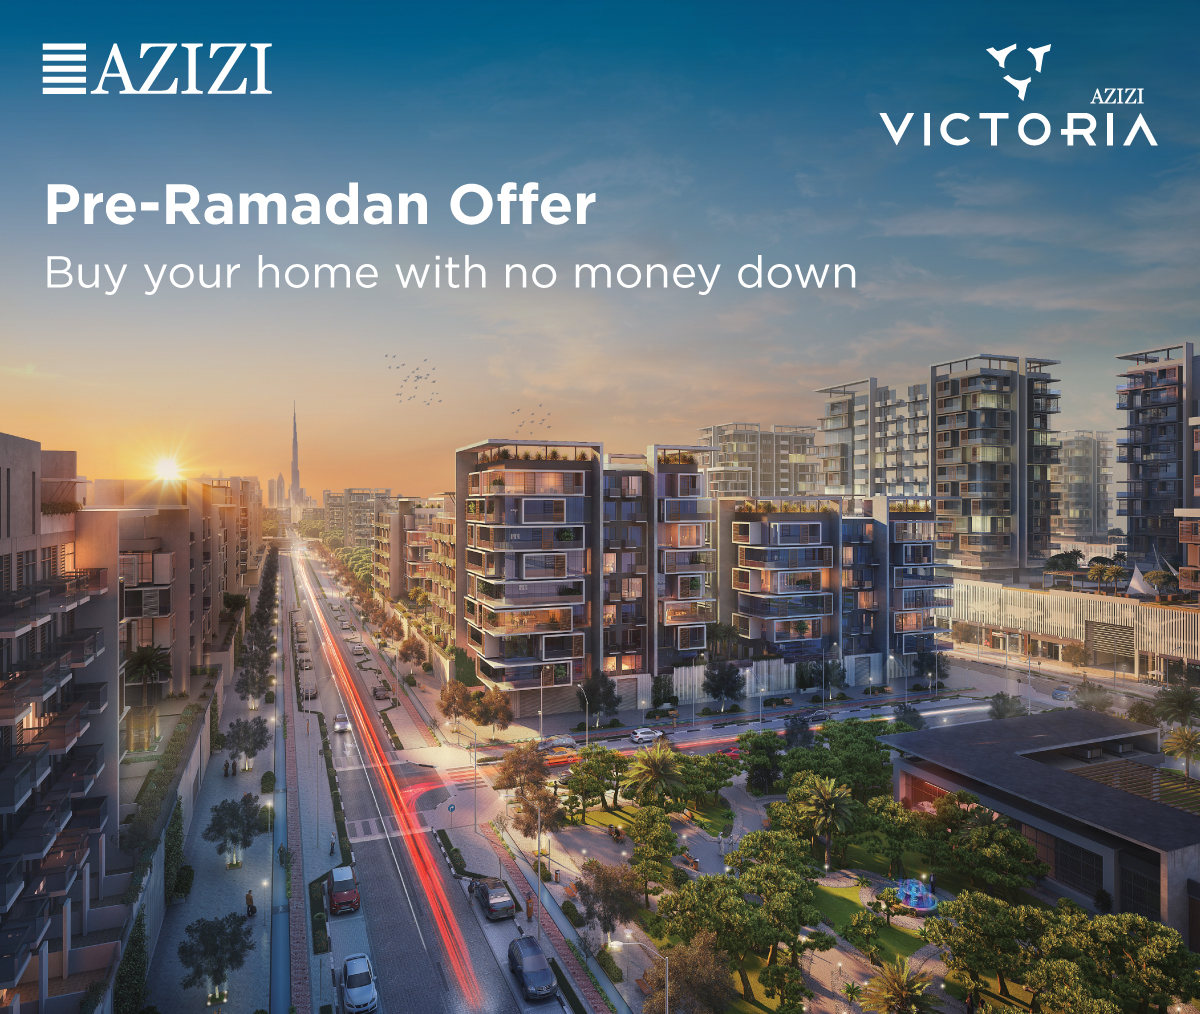 AZIZI
AZIZI
VICTORIA
Pre-Ramadan Offer
Buy your home with no money down